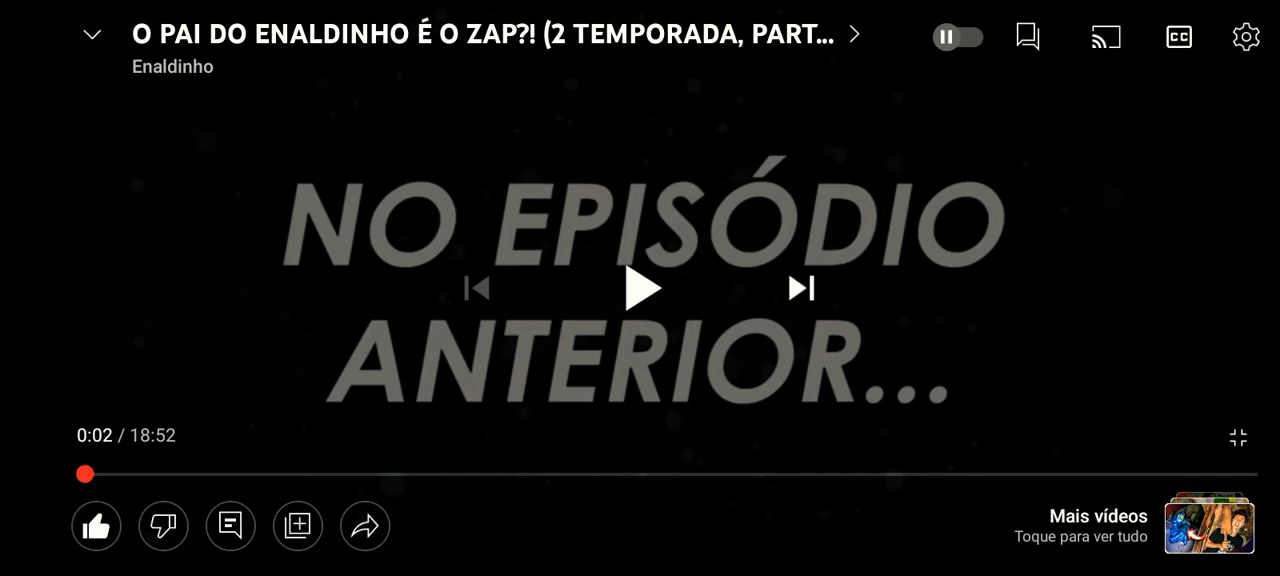 O PAI DO ENALDINHO É O ZAP?! (2 TEMPORADA, PART...
Enaldinho
CC
NO EPISÓDIO
ANTERIOR...
0:02 / 18:52
Mais vídeos
Toque para ver tudo